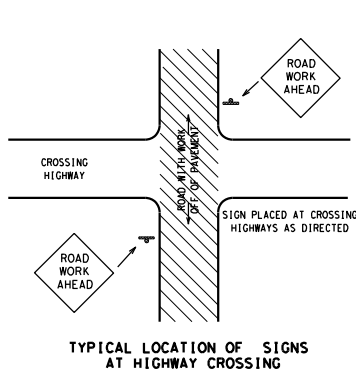 ROAD
WORK
AHEAD
CROSSING
HIGHWAY
ROAD WITH WORK
OFF OF PAVEMENT
SIGN PLACED AT CROSSING
HIGHWAYS AS DIRECTED
ROAD
WORK
AHEAD
TYPICAL LOCATION OF SIGNS
AT HIGHWAY CROSSING